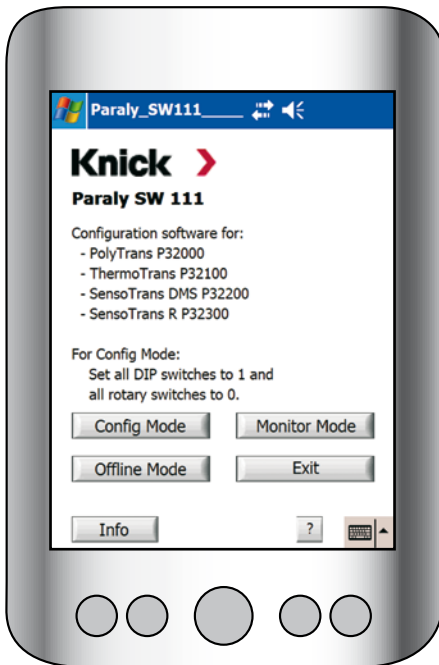 Paraly_SW111____
Knick
Paraly SW 111
Configuration software for:
- PolyTrans P32000
- ThermoTrans P32100
- SensoTrans DMS P32200
- SensoTrans R P32300
For Config Mode:
Set all DIP switches to 1 and
all rotary switches to 0.
Config Mode Monitor Mode
Offline Mode Exit
Info ?